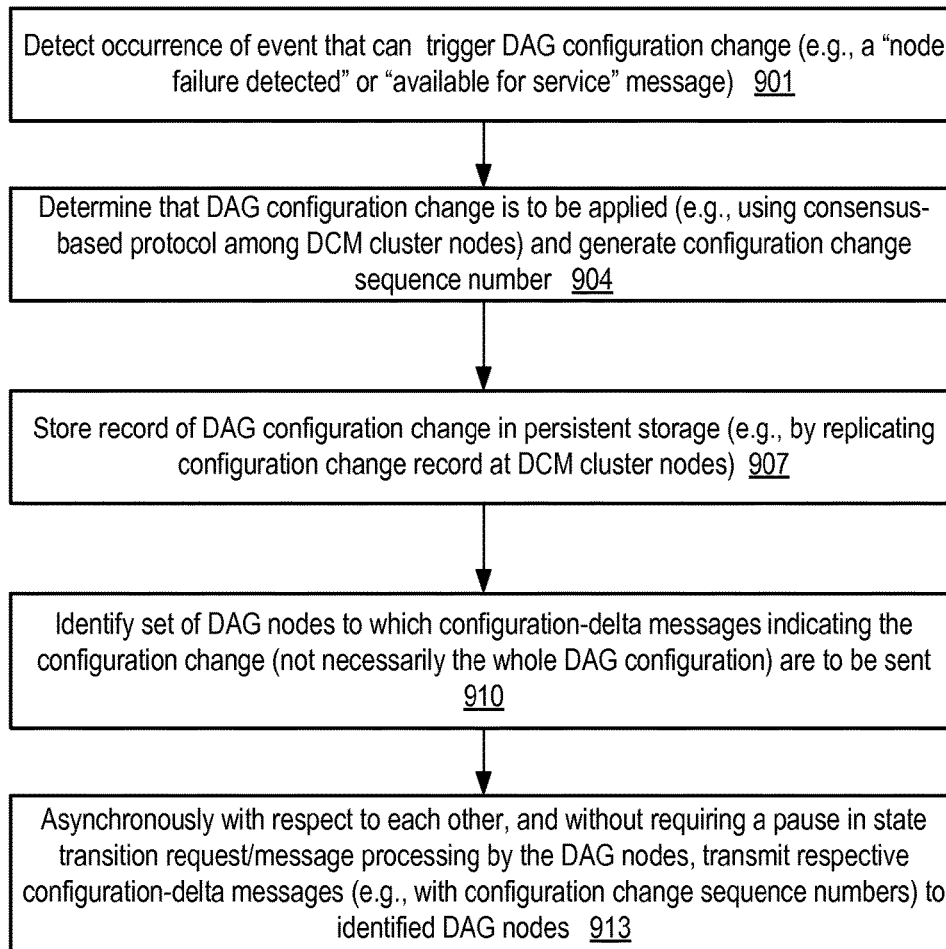 Detect occurrence of event that can trigger DAG configuration change (e.g., a “node
failure detected” or “available for service” message) 901
Determine that DAG configuration change is to be applied (e.g., using consensus-
based protocol among DCM cluster nodes) and generate configuration change
sequence number 904
Store record of DAG configuration change in persistent storage (e.g., by replicating
configuration change record at DCM cluster nodes) 907
Identify set of DAG nodes to which configuration-delta messages indicating the
configuration change (not necessarily the whole DAG configuration) are to be sent
910
Asynchronously with respect to each other, and without requiring a pause in state
transition request/message processing by the DAG nodes, transmit respective
configuration-delta messages (e.g., with configuration change sequence numbers) to
identified DAG nodes 913